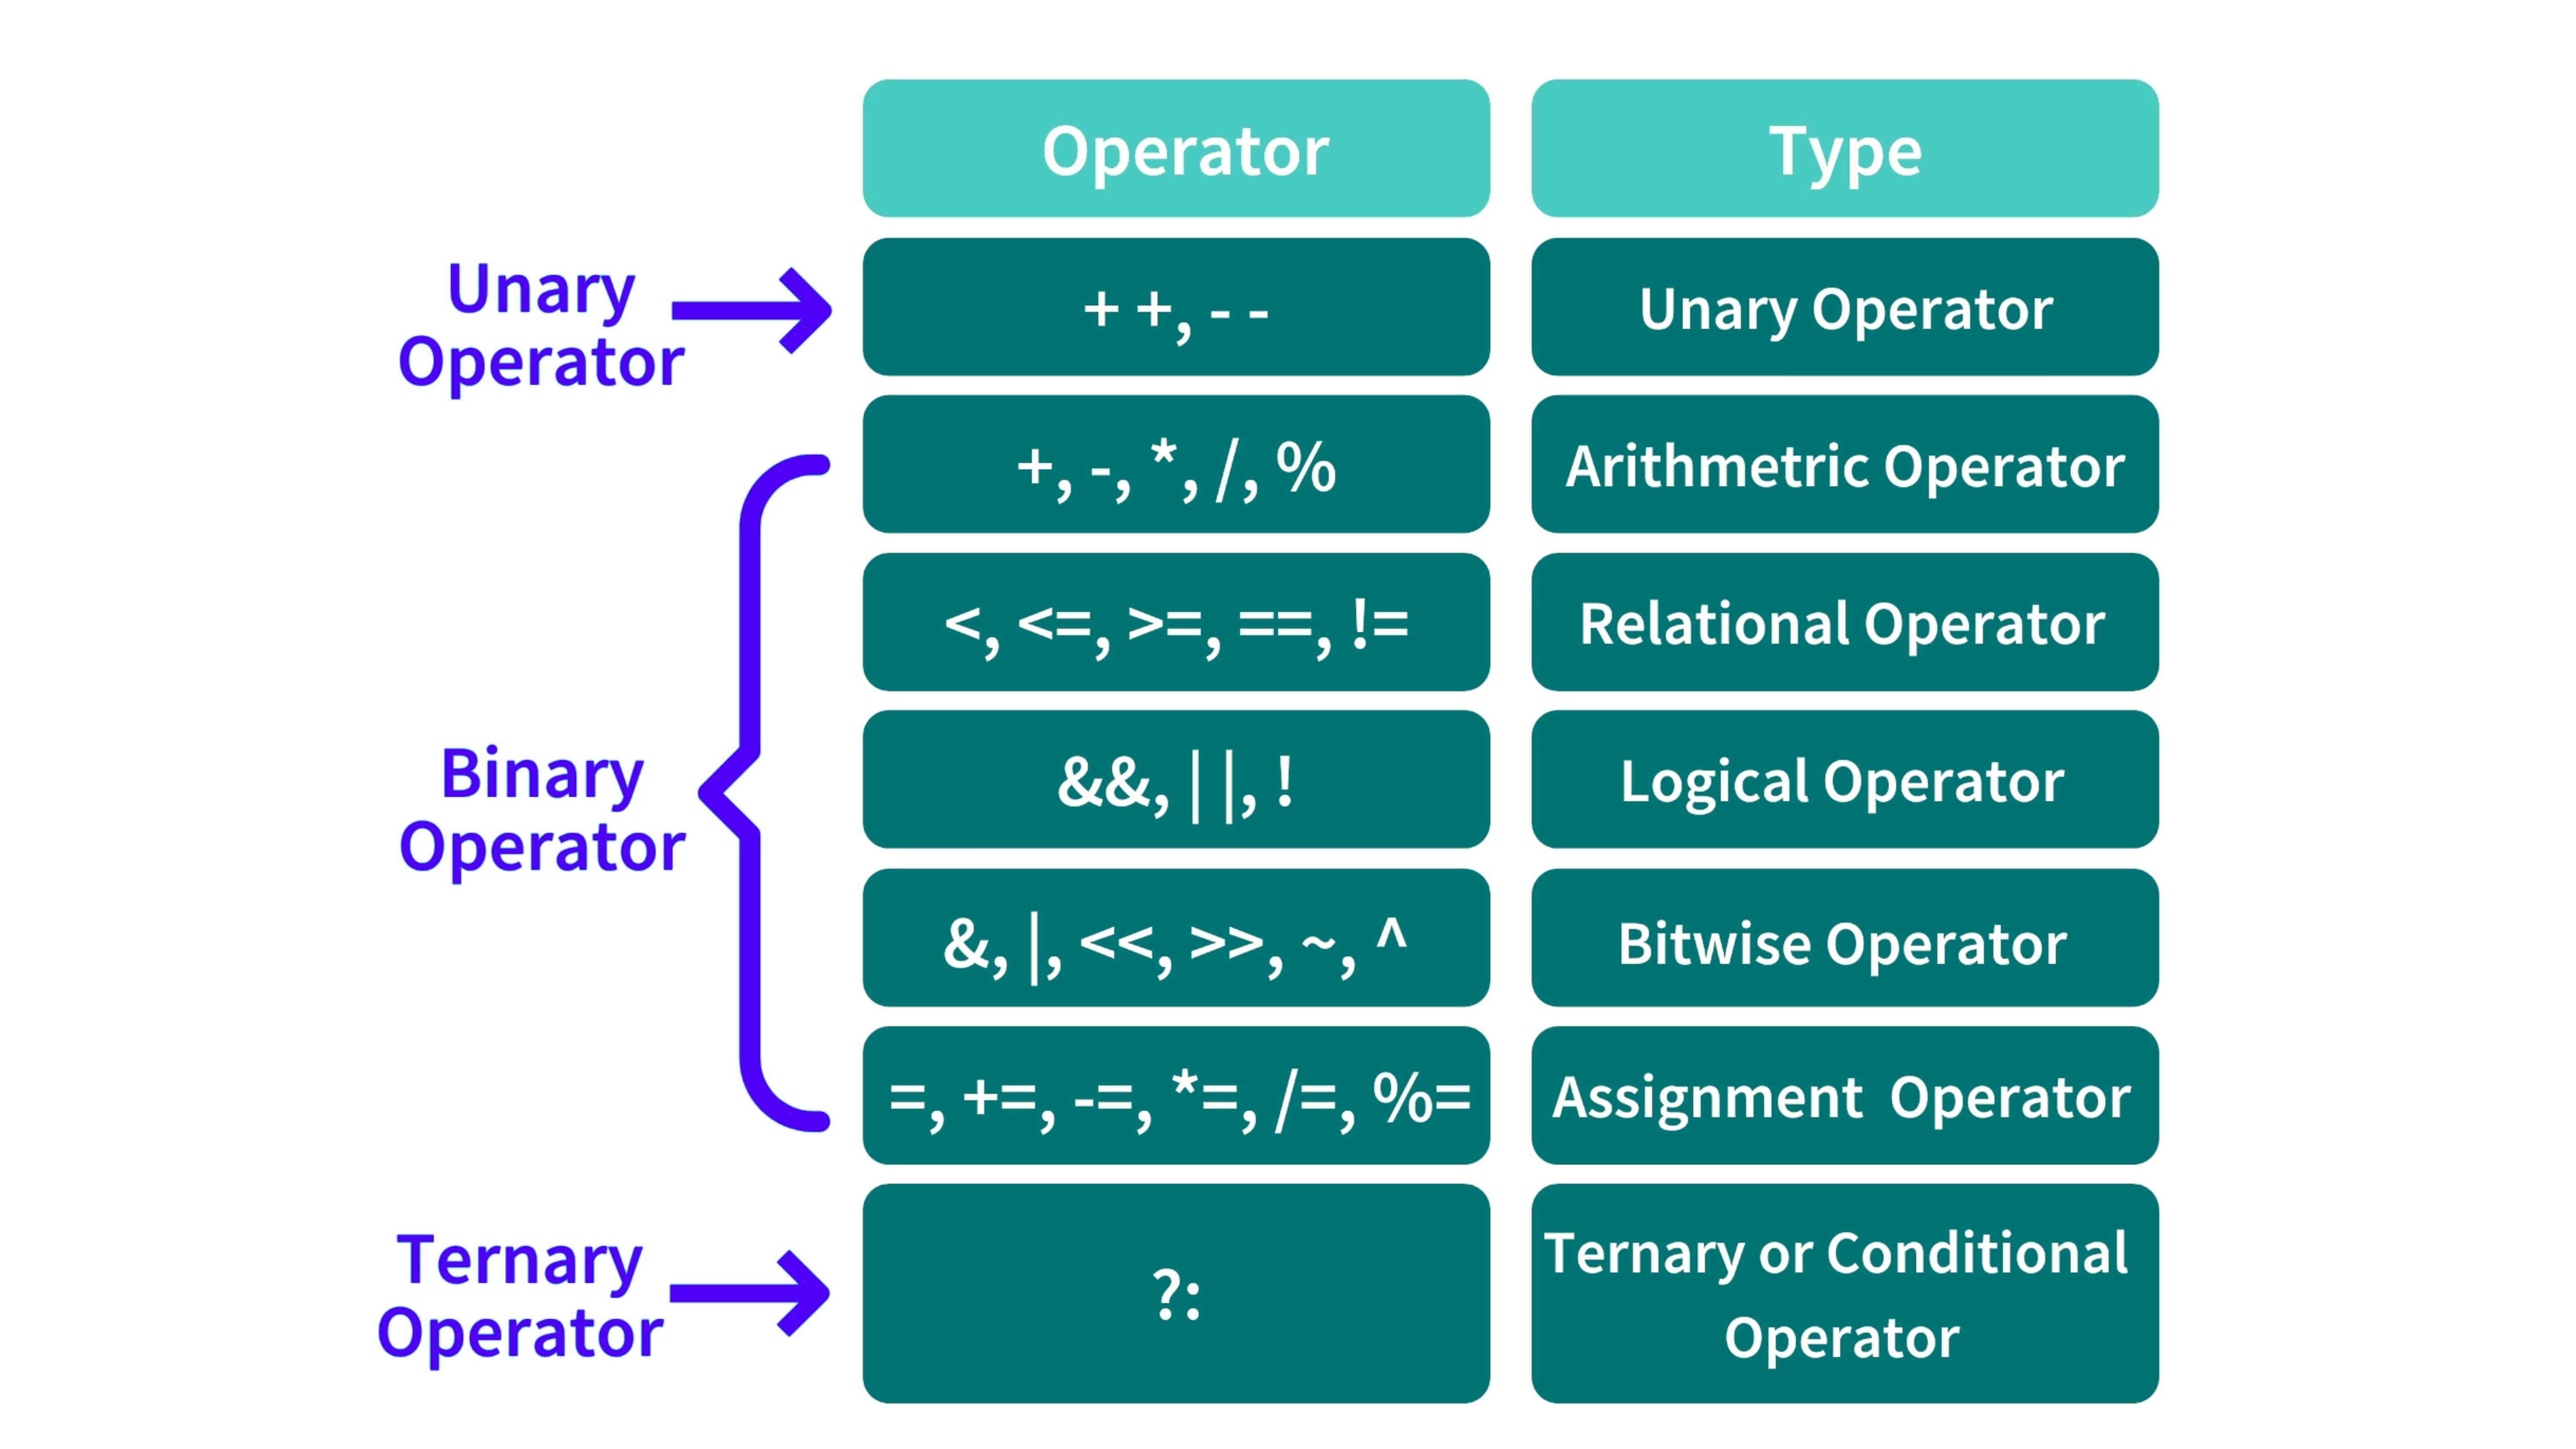 Operator Type
Unary
Operator
+ +, - - Unary Operator
+, -, *, /, % Arithmetric Operator
<, <=, >=, ==, != Relational Operator
Binary
Operator
&&, | |, ! Logical Operator
&, |, <<, >>, ~, ^ Bitwise Operator
=, +=, -=, *=, /=, %= Assignment Operator
Ternary
Operator
?: Ternary or Conditional
Operator